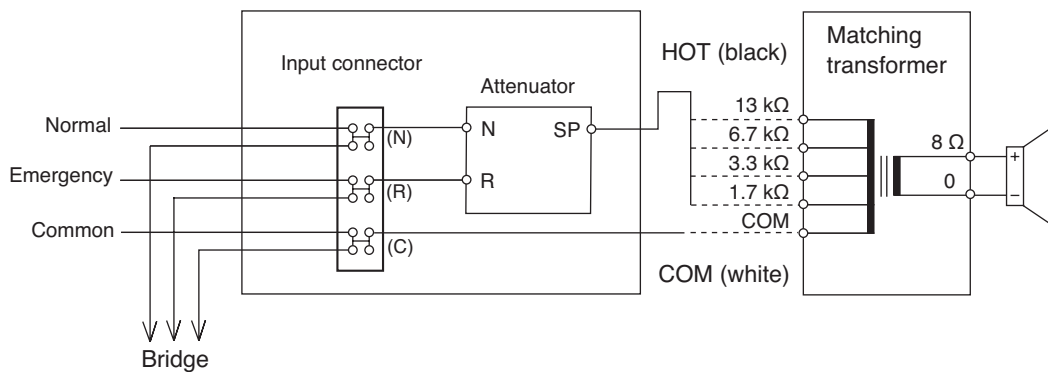 HOT (black)
Matching
transformer
Input connector
Attenuator
13 kΩ
Normal
(N)
N
SP
6.7 kΩ
8 Ω
+
3.3 kΩ
Emergency
(R)
R
0
−
1.7 kΩ
Common
(C)
COM
COM (white)
Bridge